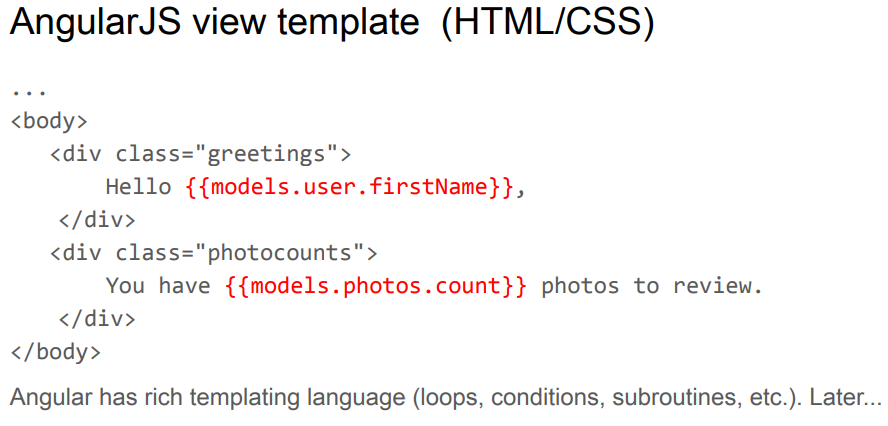 AngularJS view template (HTML/CSS)
...
<body>
<div class="greetings">
Hello {{models.user.firstName}},
</div>
<div class="photocounts">
You have {{models.photos.count}} photos to review.
</div>
</body>
Angular has rich templating language (loops, conditions, subroutines, etc.). Later...